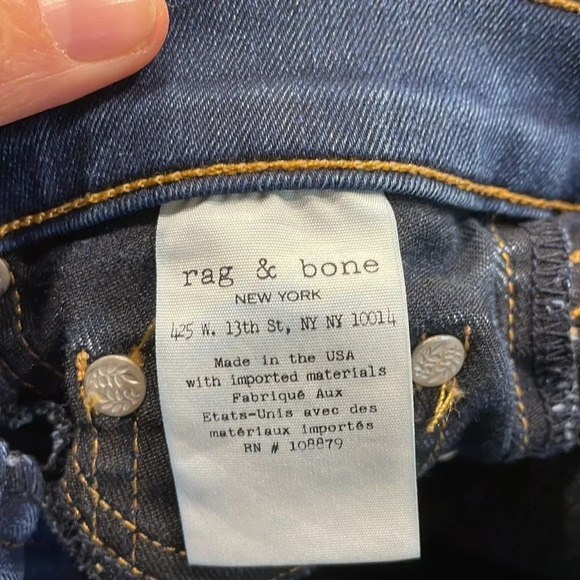 rag & bone
NEW YORK
425 W. 13th St, NY NY 10014
Made in the USA
with imported materials
Fabriqué Aux
Etats-Unis avec des
matériaux importés
RN # 108879